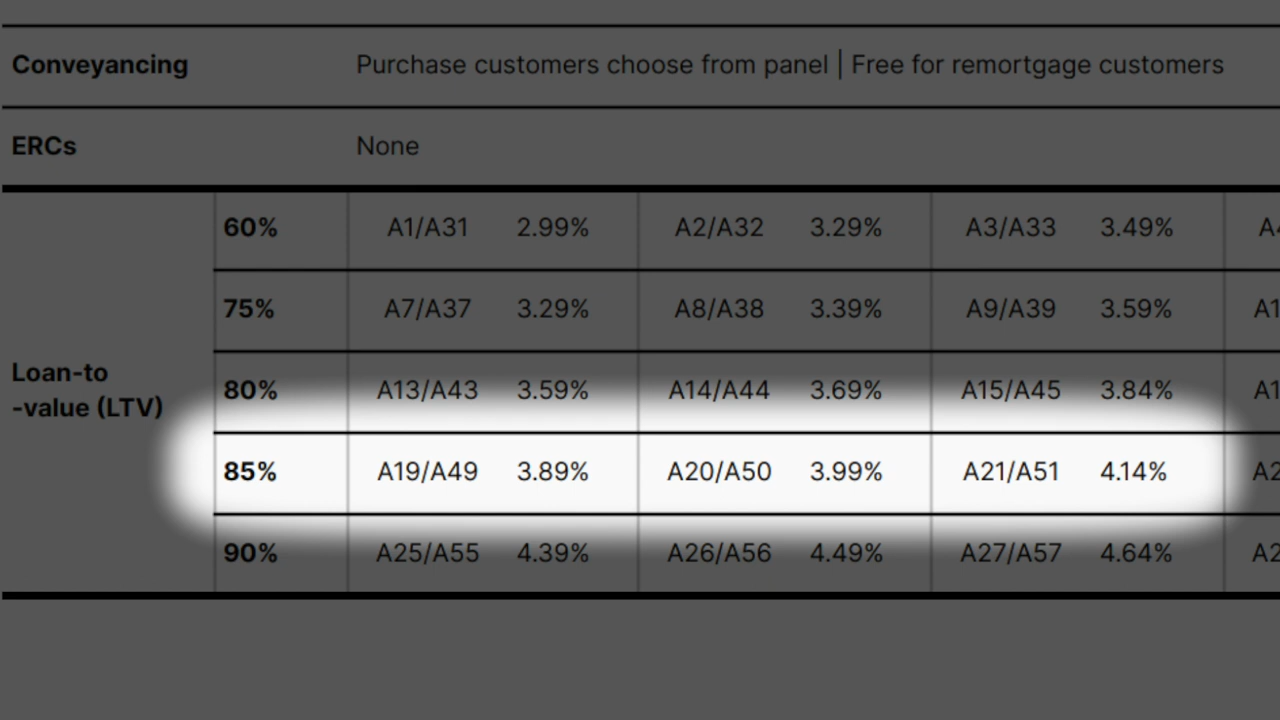 Conveyancing Purchase customers choose from panel | Free for remortgage customers
ERCs None
60% A1/A31 2.99% A2/A32 3.29% A3/A33 3.49%
75% A7/A37 3.29% A8/A38 3.39% A9/A39 3.59%
Loan-to
-value (LTV)
80% A13/A43 3.59% A14/A44 3.69% A15/A45 3.84%
85% A19/A49 3.89% A20/A50 3.99% A21/A51 4.14%
90% A25/A55 4.39% A26/A56 4.49% A27/A57 4.64%